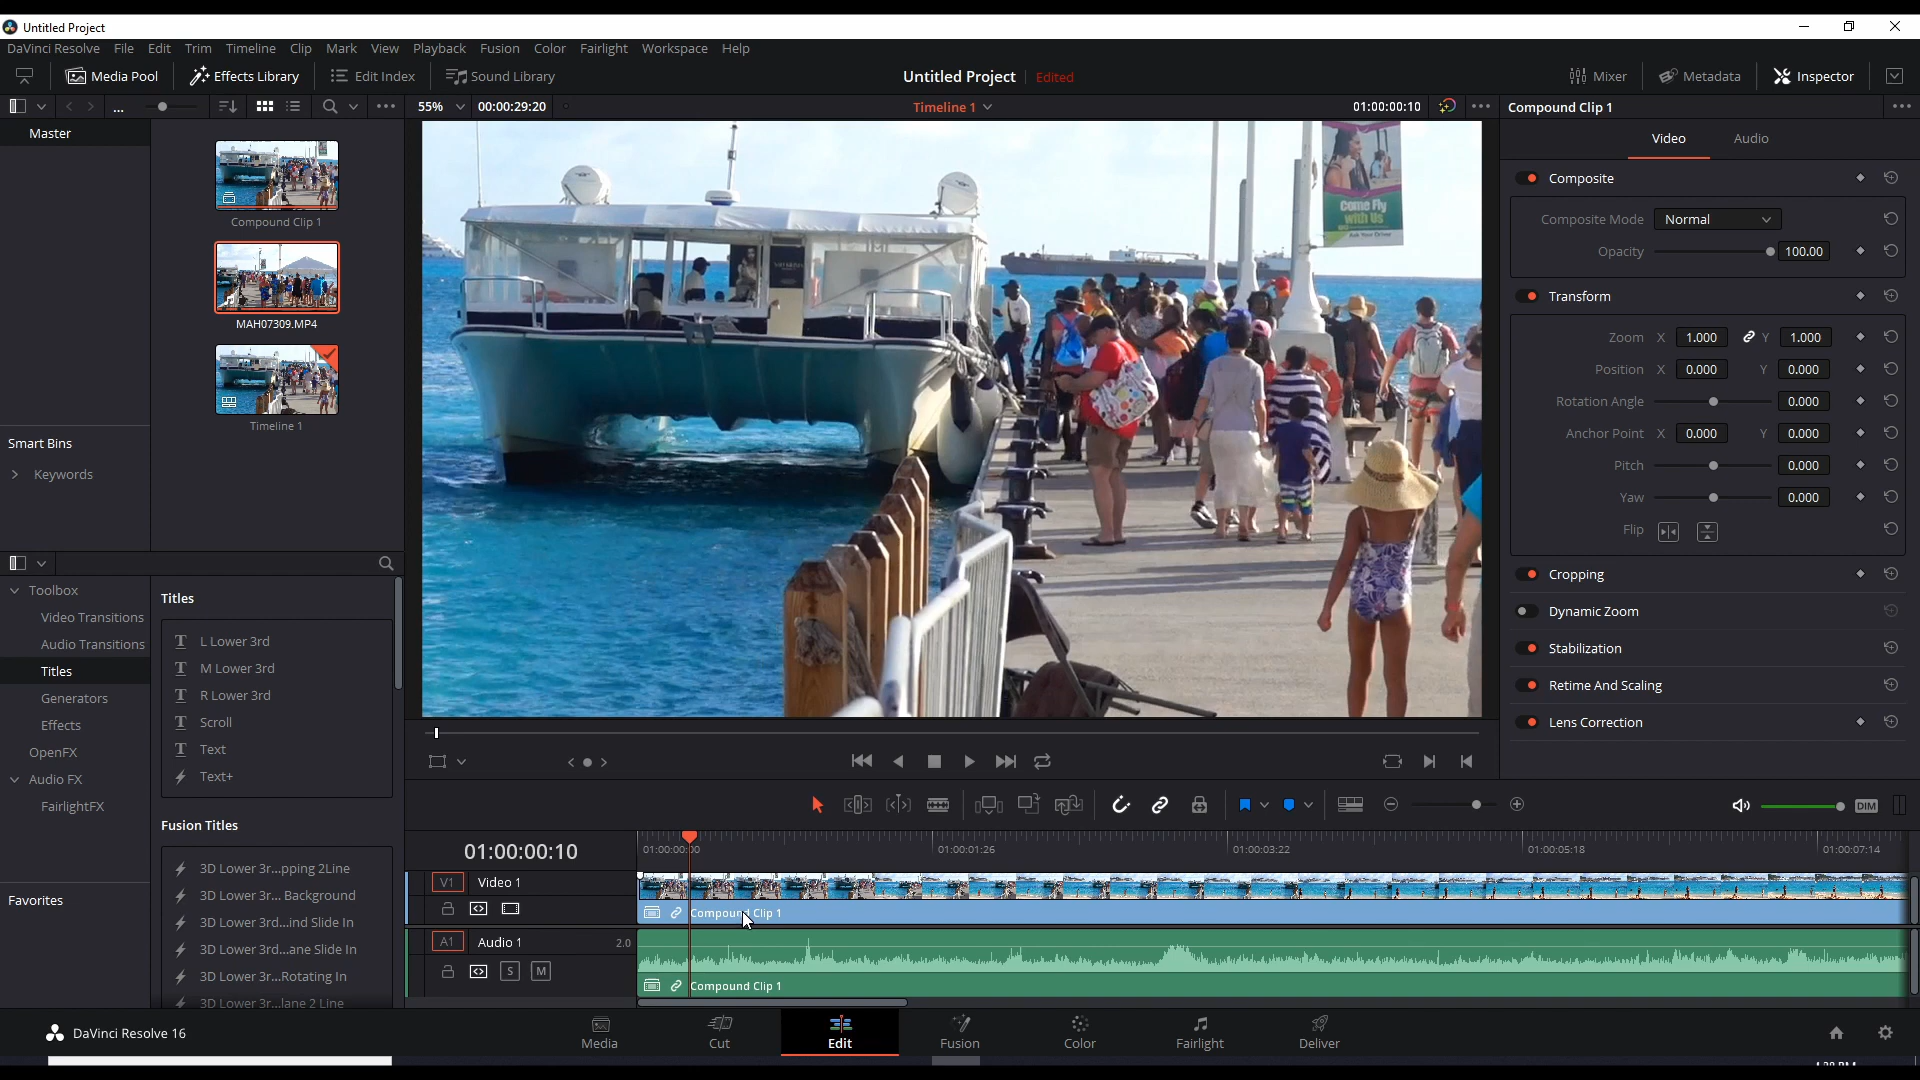 Untitled Project
DaVinci Resolve File Edit Trim Timeline Clip Mark View Playback Fusion Color Fairlight Workspace Help
Media Pool Effects Library Edit Index Sound Library Untitled Project Edited Mixer Metadata Inspector
... 55% 00:00:29:20 Timeline 1 01:00:00:10 Compound Clip 1
Master
Compound Clip 1
MAH07309.MP4
Timeline 1
Smart Bins
Keywords
Come Fly
with Us
Ask Your Driver
Video Audio
Composite
Composite Mode Normal
Opacity 100.00
Transform
Zoom X 1.000 Y 1.000
Position X 0.000 Y 0.000
Rotation Angle 0.000
Anchor Point X 0.000 Y 0.000
Pitch 0.000
Yaw 0.000
Flip
Cropping
Dynamic Zoom
Stabilization
Retime And Scaling
Lens Correction
Toolbox
Video Transitions
Audio Transitions
Titles
Generators
Effects
OpenFX
Audio FX
FairlightFX
Favorites
Titles
L Lower 3rd
M Lower 3rd
R Lower 3rd
Scroll
Text
Text+
Fusion Titles
3D Lower 3r...pping 2Line
3D Lower 3r... Background
3D Lower 3rd...ind Slide In
3D Lower 3rd...ane Slide In
3D Lower 3r...Rotating In
3D Lower 3r...lane 2 Line
DIM
01:00:00:10 01:00:00:00 01:00:01:26 01:00:03:22 01:00:05:18 01:00:07:14
V1 Video 1
Compound Clip 1
A1 Audio 1 2.0
S M
Compound Clip 1
DaVinci Resolve 16 Media Cut Edit Fusion Color Fairlight Deliver